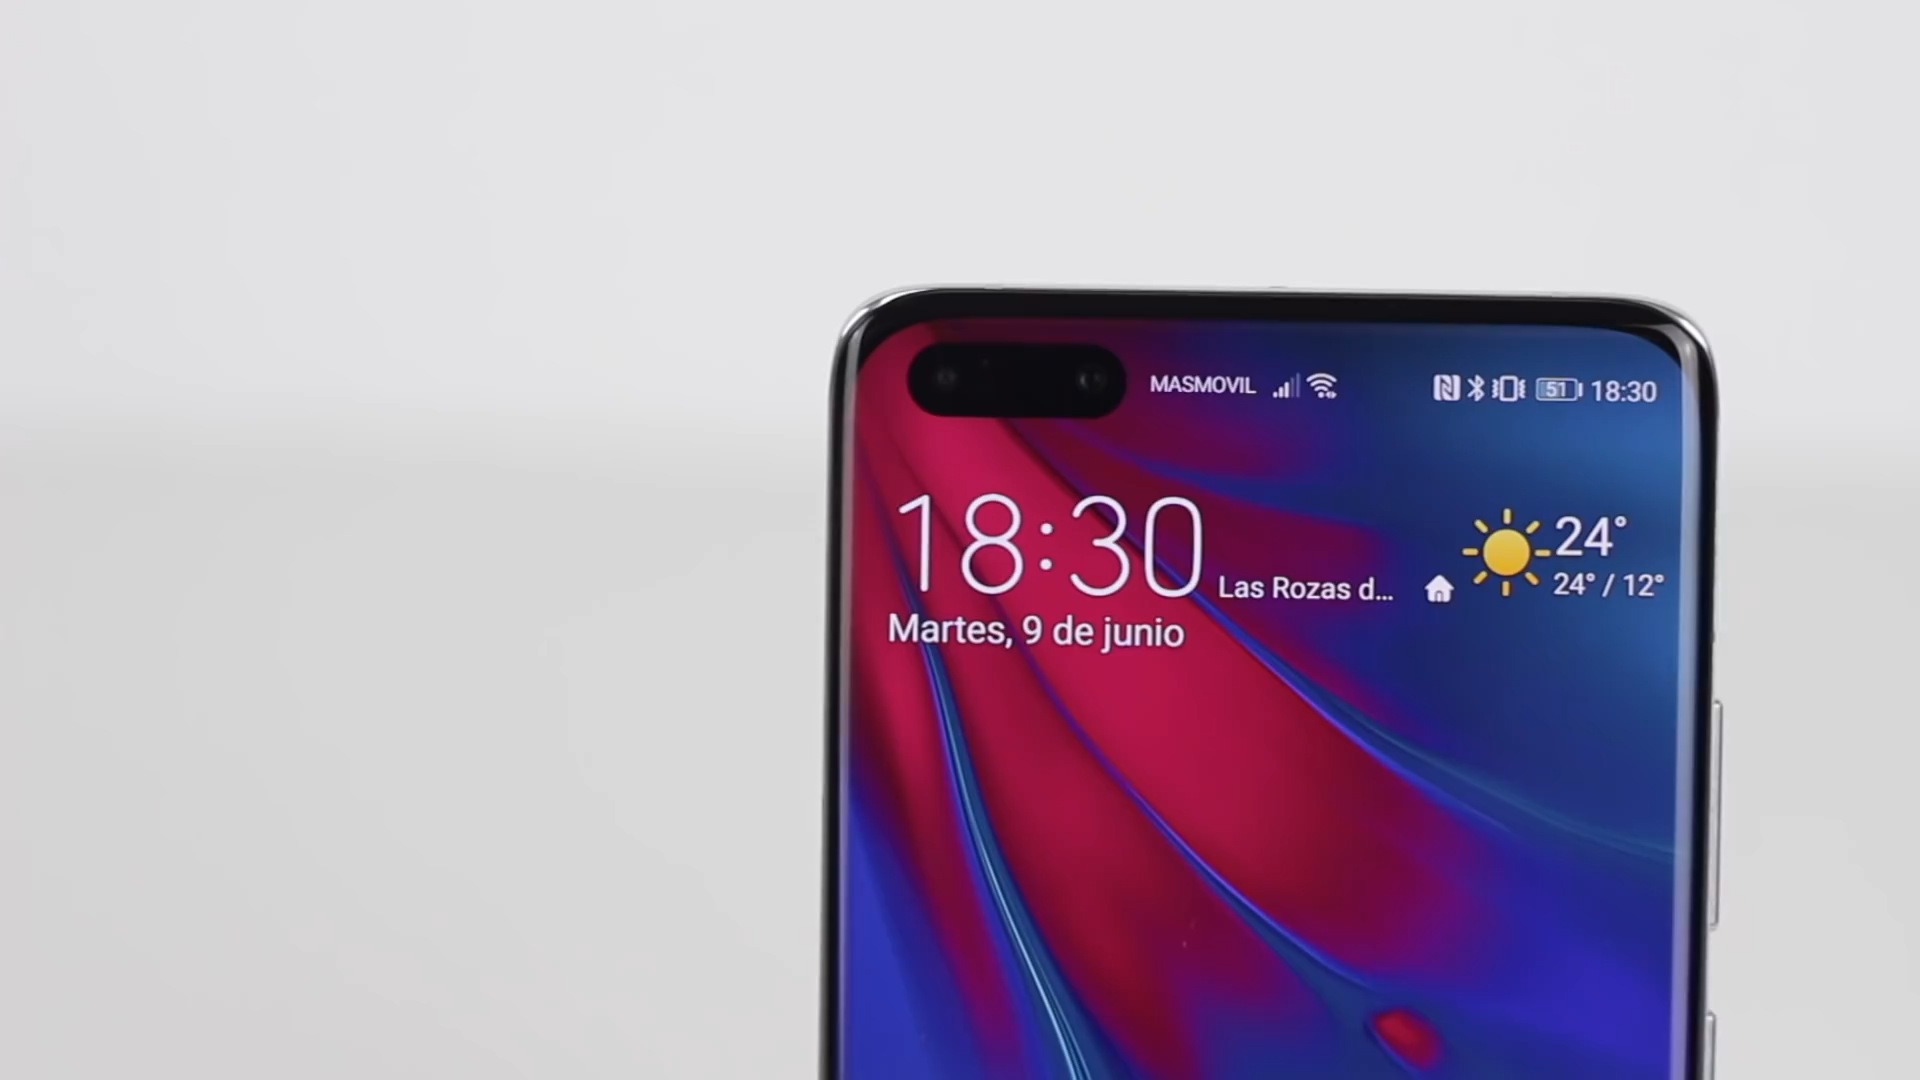 MASMOVIL
51 18:30
18:30
Las Rozas d...
24°
24° / 12°
Martes, 9 de junio